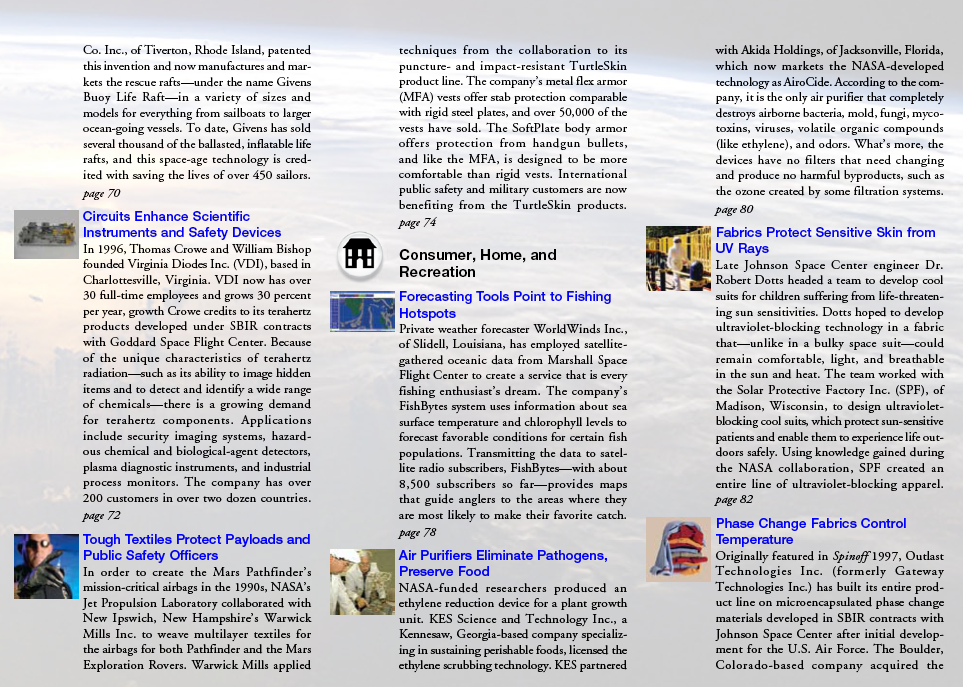 Co. Inc., of Tiverton, Rhode Island, patented
this invention and now manufactures and mar-
kets the rescue rafts—under the name Givens
Buoy Life Raft—in a variety of sizes and
models for everything from sailboats to larger
ocean-going vessels. To date, Givens has sold
several thousand of the ballasted, inflatable life
rafts, and this space-age technology is cred-
ited with saving the lives of over 450 sailors.
page 70
Circuits Enhance Scientific
Instruments and Safety Devices
In 1996, Thomas Crowe and William Bishop
founded Virginia Diodes Inc. (VDI), based in
Charlottesville, Virginia. VDI now has over
30 full-time employees and grows 30 percent
per year, growth Crowe credits to its terahertz
products developed under SBIR contracts
with Goddard Space Flight Center. Because
of the unique characteristics of terahertz
radiation—such as its ability to image hidden
items and to detect and identify a wide range
of chemicals—there is a growing demand
for terahertz components. Applications
include security imaging systems, hazard-
ous chemical and biological-agent detectors,
plasma diagnostic instruments, and industrial
process monitors. The company has over
200 customers in over two dozen countries.
page 72
Tough Textiles Protect Payloads and
Public Safety Officers
In order to create the Mars Pathfinder's
mission-critical airbags in the 1990s, NASA's
Jet Propulsion Laboratory collaborated with
New Ipswich, New Hampshire's Warwick
Mills Inc. to weave multilayer textiles for
the airbags for both Pathfinder and the Mars
Exploration Rovers. Warwick Mills applied
techniques from the collaboration to its
puncture- and impact-resistant TurtleSkin
product line. The company's metal flex armor
(MFA) vests offer stab protection comparable
with rigid steel plates, and over 50,000 of the
vests have sold. The SoftPlate body armor
offers protection from handgun bullets,
and like the MFA, is designed to be more
comfortable than rigid vests. International
public safety and military customers are now
benefiting from the TurtleSkin products.
page 74
Consumer, Home, and
Recreation
Forecasting Tools Point to Fishing
Hotspots
Private weather forecaster WorldWinds Inc.,
of Slidell, Louisiana, has employed satellite-
gathered oceanic data from Marshall Space
Flight Center to create a service that is every
fishing enthusiast's dream. The company's
FishBytes system uses information about sea
surface temperature and chlorophyll levels to
forecast favorable conditions for certain fish
populations. Transmitting the data to satel-
lite radio subscribers, FishBytes—with about
8,500 subscribers so far—provides maps
that guide anglers to the areas where they
are most likely to make their favorite catch.
page 78
Air Purifiers Eliminate Pathogens,
Preserve Food
NASA-funded researchers produced an
ethylene reduction device for a plant growth
unit. KES Science and Technology Inc., a
Kennesaw, Georgia-based company specializ-
ing in sustaining perishable foods, licensed the
ethylene scrubbing technology. KES partnered
with Akida Holdings, of Jacksonville, Florida,
which now markets the NASA-developed
technology as AiroCide. According to the com-
pany, it is the only air purifier that completely
destroys airborne bacteria, mold, fungi, myco-
toxins, viruses, volatile organic compounds
(like ethylene), and odors. What's more, the
devices have no filters that need changing
and produce no harmful byproducts, such as
the ozone created by some filtration systems.
page 80
Fabrics Protect Sensitive Skin from
UV Rays
Late Johnson Space Center engineer Dr.
Robert Dotts headed a team to develop cool
suits for children suffering from life-threaten-
ing sun sensitivities. Dotts hoped to develop
ultraviolet-blocking technology in a fabric
that—unlike in a bulky space suit—could
remain comfortable, light, and breathable
in the sun and heat. The team worked with
the Solar Protective Factory Inc. (SPF), of
Madison, Wisconsin, to design ultraviolet-
blocking cool suits, which protect sun-sensitive
patients and enable them to experience life out-
doors safely. Using knowledge gained during
the NASA collaboration, SPF created an
entire line of ultraviolet-blocking apparel.
page 82
Phase Change Fabrics Control
Temperature
Originally featured in Spinoff 1997, Outlast
Technologies Inc. (formerly Gateway
Technologies Inc.) has built its entire prod-
uct line on microencapsulated phase change
materials developed in SBIR contracts with
Johnson Space Center after initial develop-
ment for the U.S. Air Force. The Boulder,
Colorado-based company acquired the